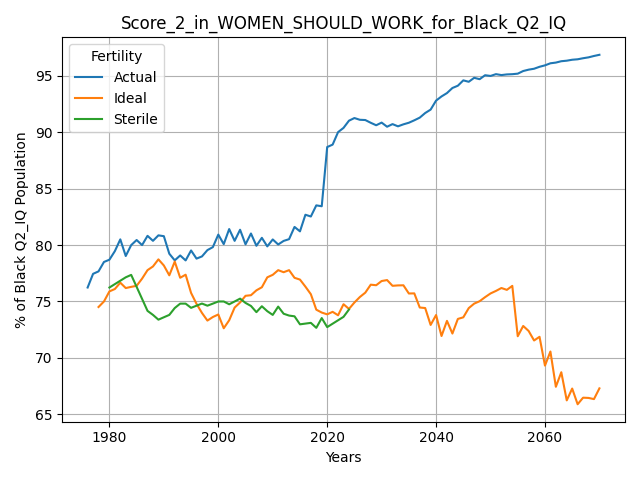 Score_2_in_WOMEN_SHOULD_WORK_for_Black_Q2_IQ
Fertility
Actual
Ideal
Sterile
% of Black Q2_IQ Population
95
90
85
80
75
70
65
1980
2000
2020
2040
2060
Years